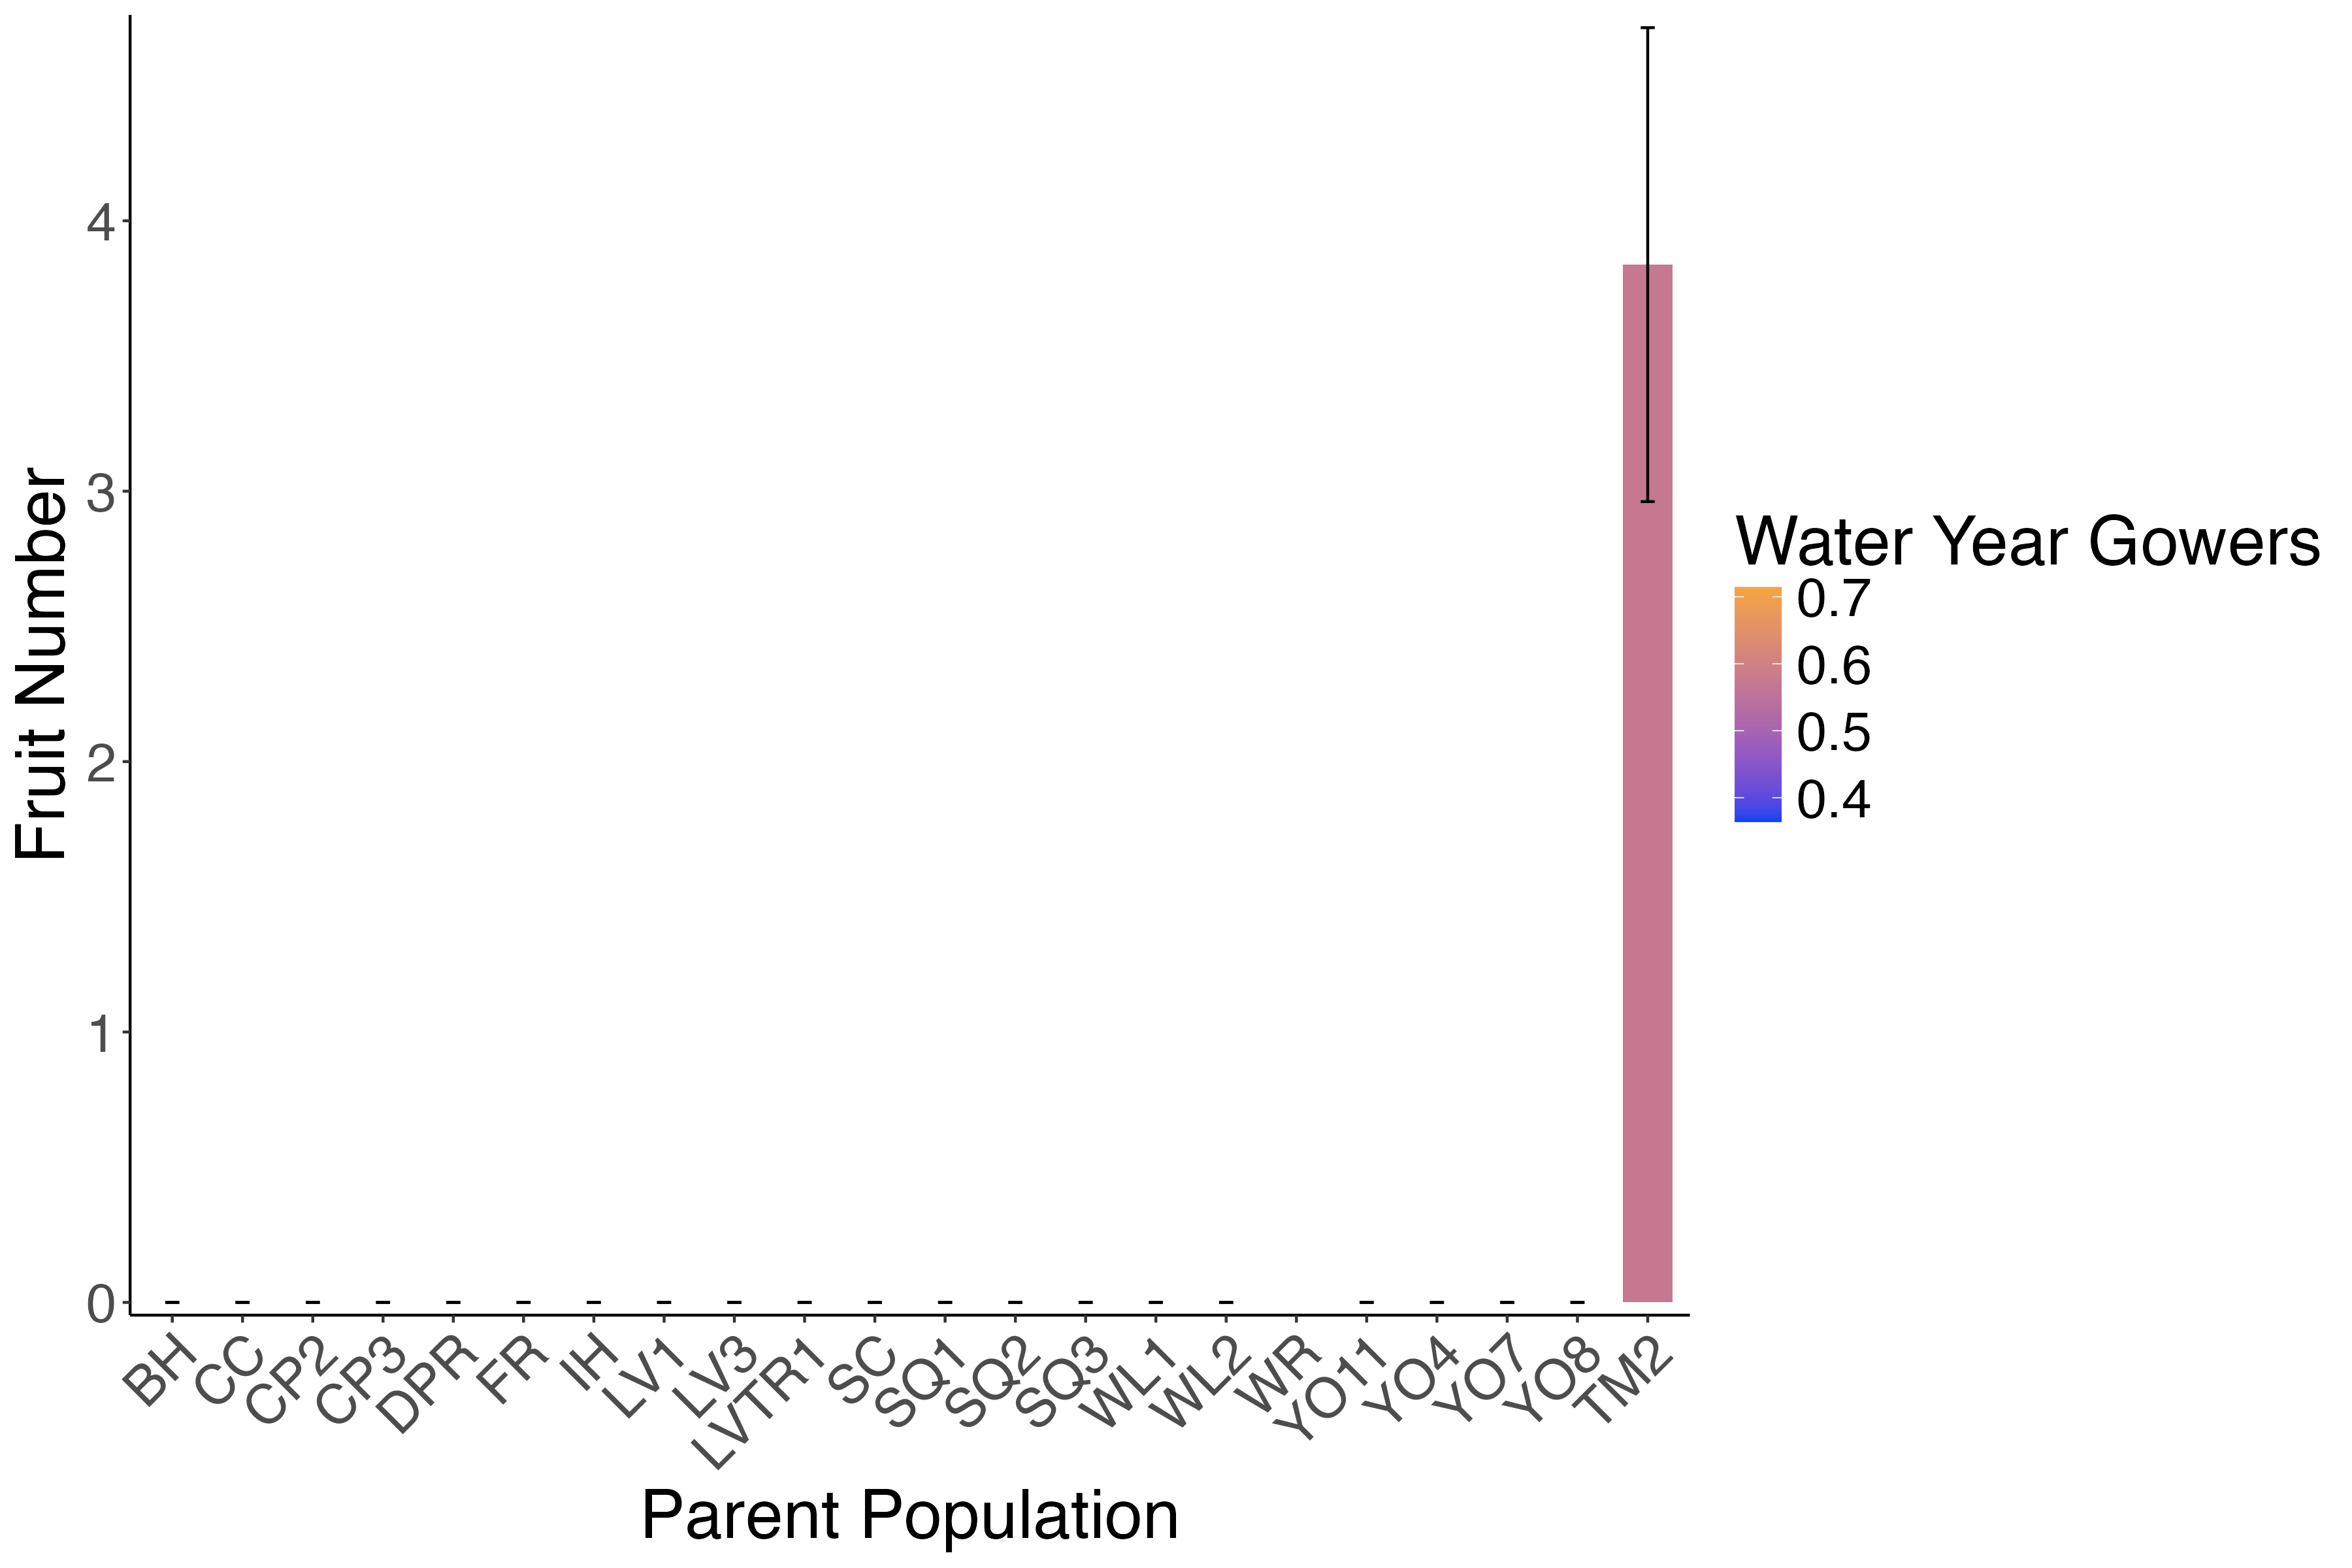 Fruit Number
4
3
2
1
0
BH
CC
CP2
CP3
DPR
FR
IH
LV1
LV3
LVTR1
SC
SQ1
SQ2
SQ3
WL1
WL2
WR
YO11
YO4
YO7
YO8
TM2
Parent Population
Water Year Gowers
0.7
0.6
0.5
0.4